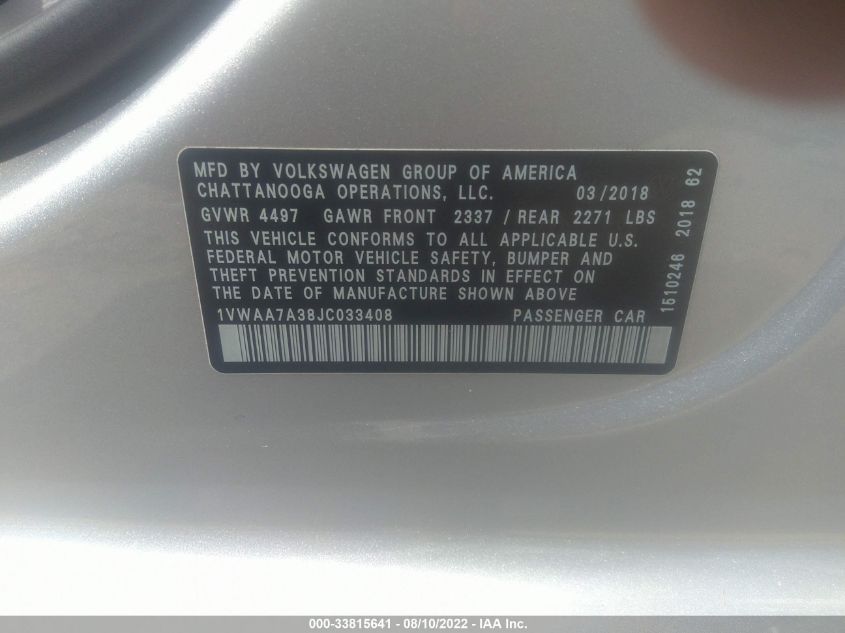 MFD BY VOLKSWAGEN GROUP OF AMERICA
CHATTANOOGA OPERATIONS, LLC. 03/2018
GVWR 4497 GAWR FRONT 2337 / REAR 2271 LBS
THIS VEHICLE CONFORMS TO ALL APPLICABLE U.S.
FEDERAL MOTOR VEHICLE SAFETY, BUMPER AND
THEFT PREVENTION STANDARDS IN EFFECT ON
THE DATE OF MANUFACTURE SHOWN ABOVE
1VWAA7A38JC033408 PASSENGER CAR
1510246 2018 62
000-33815641 - 08/10/2022 - IAA Inc.